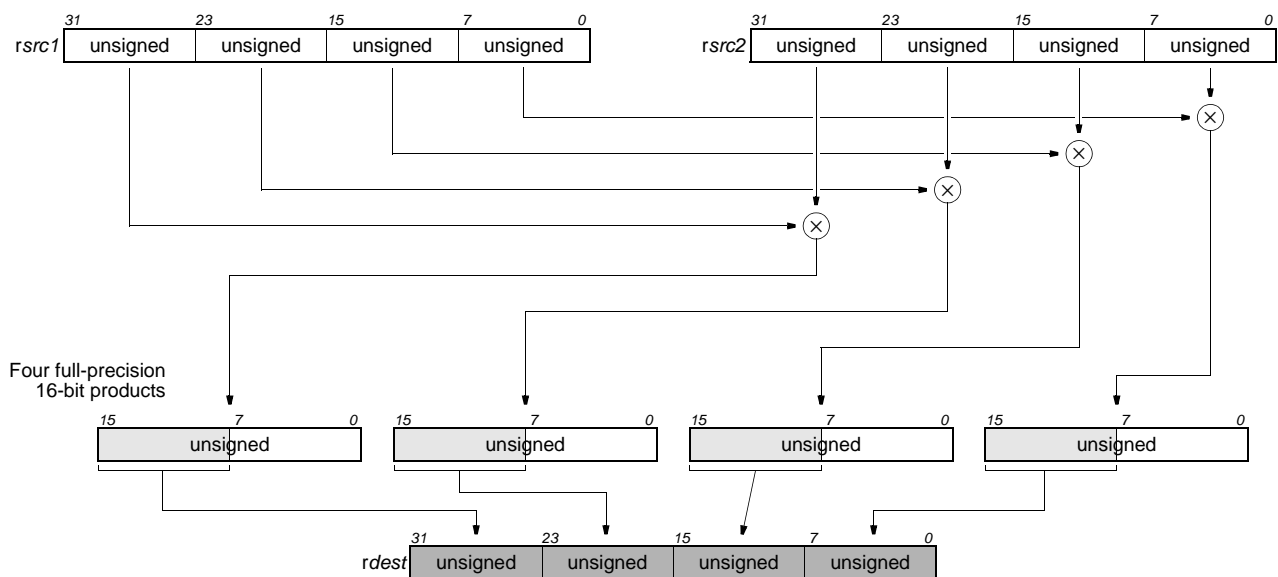 31 23 15 7 0 31 23 15 7 0
rsrc1 unsigned unsigned unsigned unsigned rsrc2 unsigned unsigned unsigned unsigned
× 
×
×
×
Four full-precision
16-bit products
15 7 0 15 7 0 15 7 0 15 7 0
unsigned unsigned unsigned unsigned
31 23 15 7 0
rdest unsigned unsigned unsigned unsigned